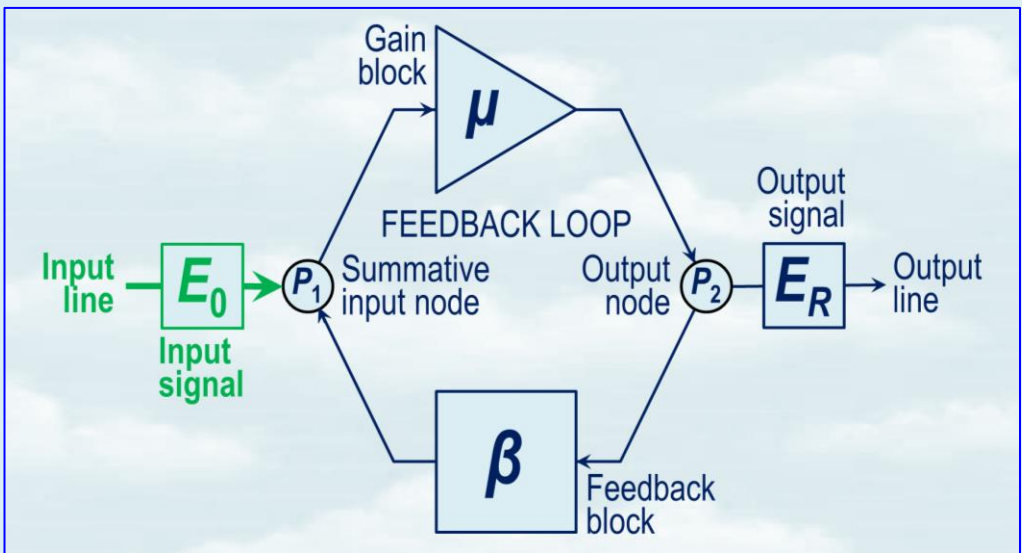 Gain
block
μ
FEEDBACK LOOP
Output
signal
Input
line
E0
P1
Summative
input node
Output
node
P2
ER
Output
line
Input
signal
β
Feedback
block